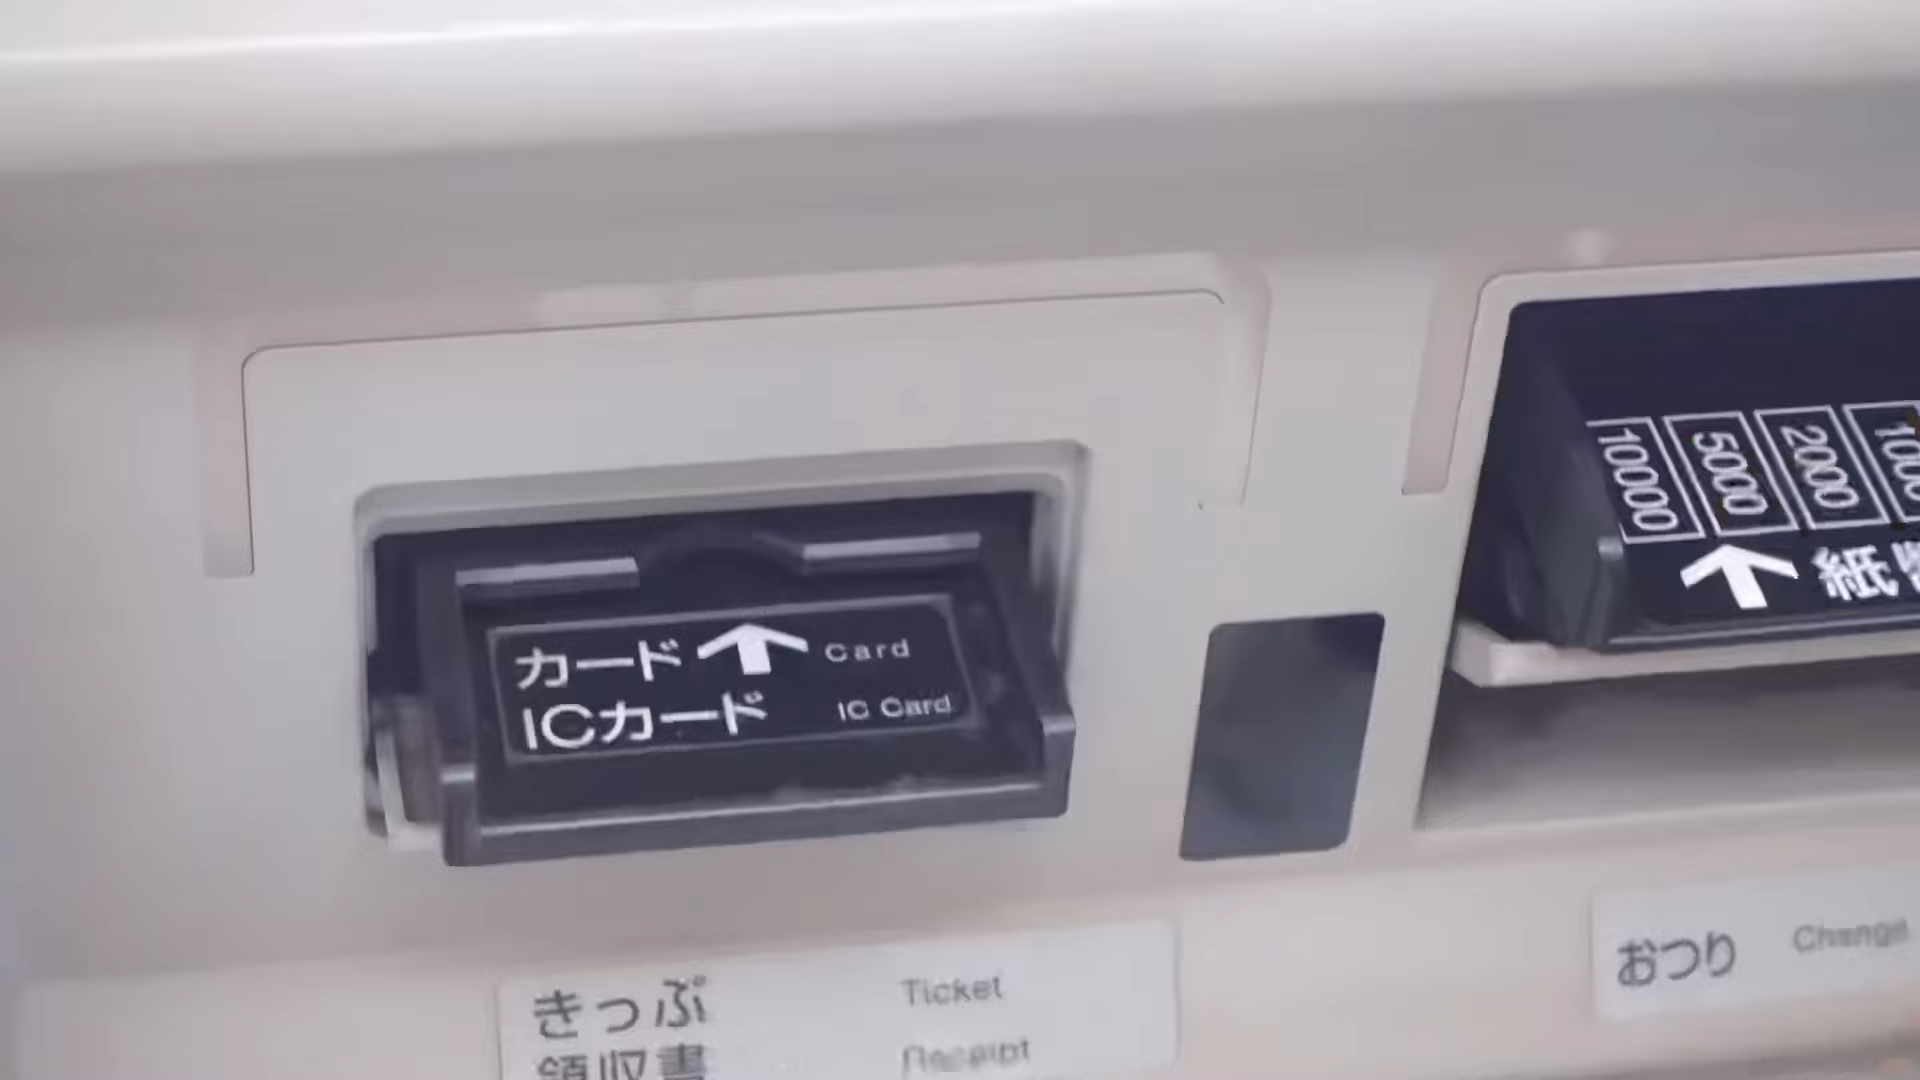 カード Card
ICカード IC Card
10000 5000 2000
紙
きっぷ Ticket
領収書 Receipt
おつり Change